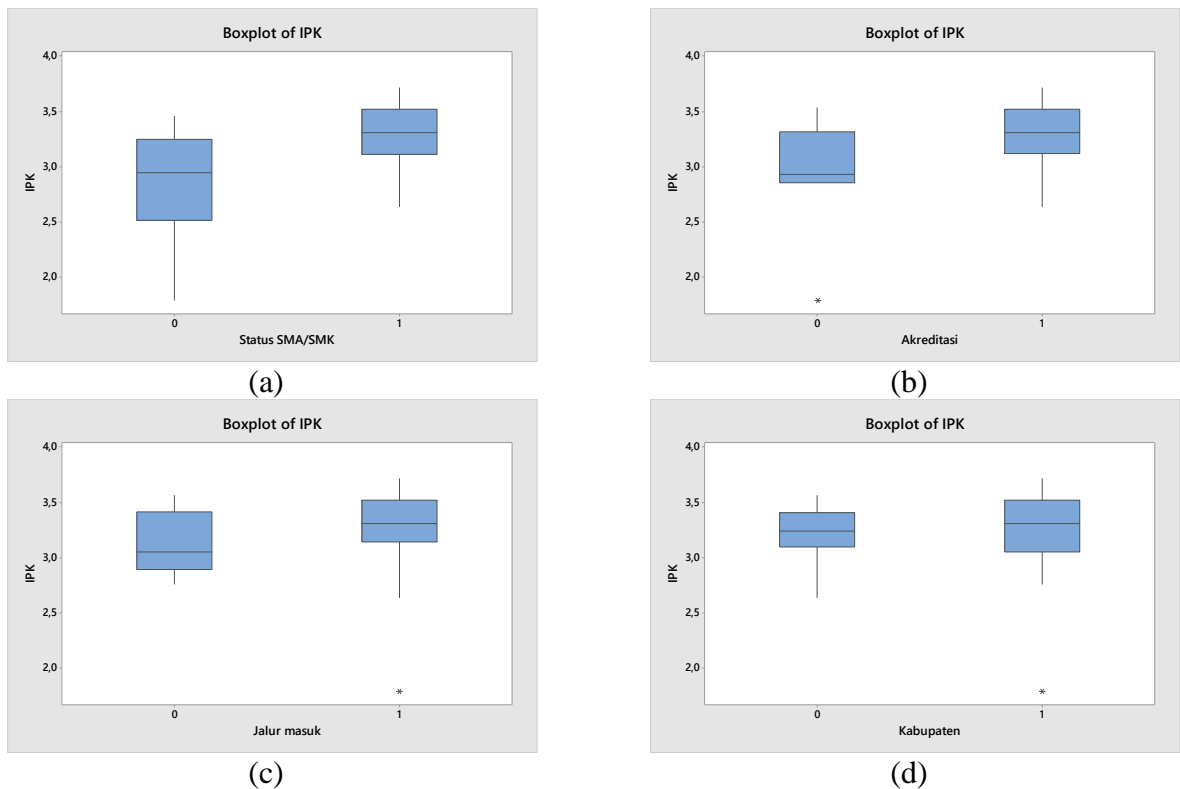 Boxplot of IPK
4,0
3,5
3,0
2,5
2,0
IPK
0 1
Status SMA/SMK
(a)
Boxplot of IPK
4,0
3,5
3,0
2,5
2,0
IPK
*
0 1
Akreditasi
(b)
Boxplot of IPK
4,0
3,5
3,0
2,5
2,0
IPK
*
0 1
Jalur masuk
(c)
Boxplot of IPK
4,0
3,5
3,0
2,5
2,0
IPK
*
0 1
Kabupaten
(d)